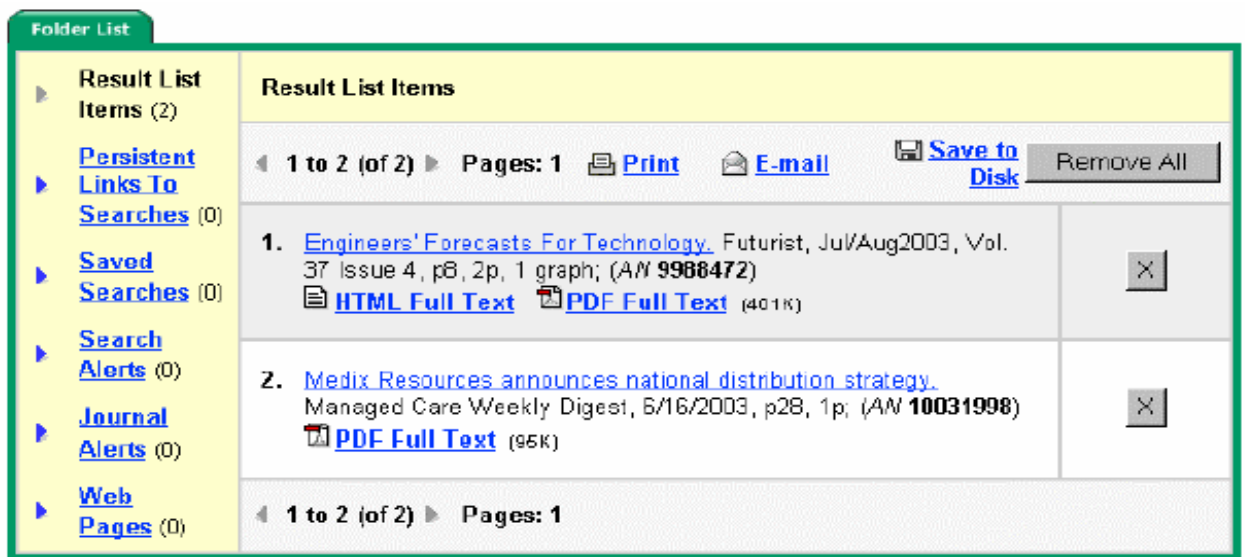 Folder List
Result List
Items (2)
Persistent
Links To
Searches (0)
Saved
Searches (0)
Search
Alerts (0)
Journal
Alerts (0)
Web
Pages (0)
Result List Items
1 to 2 (of 2) Pages: 1 Print E-mail Save to
Disk Remove All
1. Engineers' Forecasts For Technology. Futurist, Jul/Aug2003, Vol.
37 Issue 4, p8, 2p, 1 graph; (AN 9988472)
HTML Full Text PDF Full Text (401K)
X
2. Medix Resources announces national distribution strategy.
Managed Care Weekly Digest, 6/16/2003, p28, 1p; (AN 10031998)
PDF Full Text (95K)
X
1 to 2 (of 2) Pages: 1